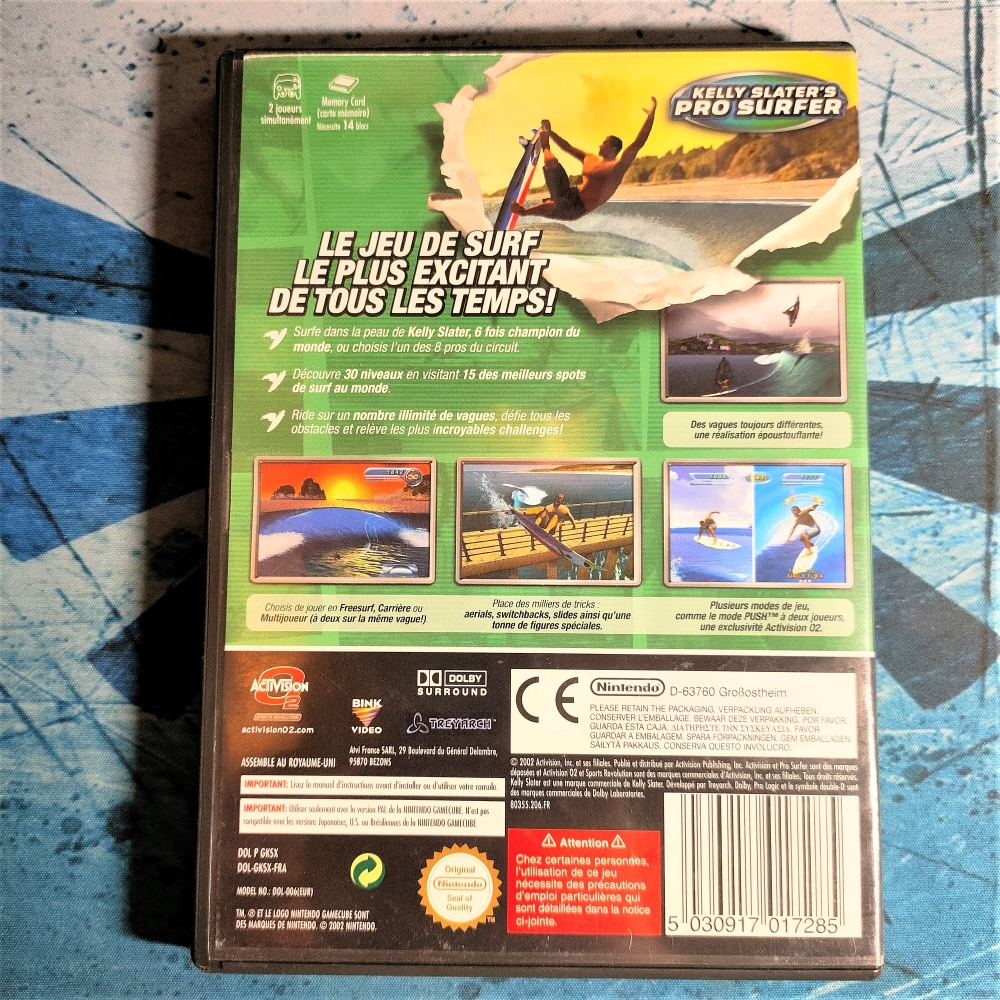 2 joueurs
simultanément
Memory Card
(carte mémoire)
Nécessite 14 blocs
KELLY SLATER'S
PRO SURFER
LE JEU DE SURF
LE PLUS EXCITANT
DE TOUS LES TEMPS!
Surfe dans la peau de Kelly Slater, 6 fois champion du
monde, ou choisis l'un des 8 pros du circuit.
Découvre 30 niveaux en visitant 15 des meilleurs spots
de surf au monde.
Ride sur un nombre illimité de vagues, défie tous les
obstacles et relève les plus incroyables challenges!
Des vagues toujours différentes,
une réalisation époustouflante!
Choisis de jouer en Freesurf, Carrière ou
Multijoueur (à deux sur la même vague!)
Place des milliers de tricks :
aerials, switchbacks, slides ainsi qu'une
tonne de figures spéciales.
Plusieurs modes de jeu,
comme le mode PUSH™ à deux joueurs,
une exclusivité Activision O2.
ACTIVISION
O2
SPORTS REVOLUTION
activisionO2.com
BINK
VIDEO
DOLBY
SURROUND
TREYARCH
Atvi France SARL, 29 Boulevard du Général Delambre,
95870 BEZONS
ASSEMBLE AU ROYAUME-UNI
IMPORTANT: Lisez le manuel d'instructions avant d'installer ou d'utiliser votre console.
IMPORTANT: Utiliser seulement avec la version PAL de la NINTENDO GAMECUBE. N'est pas
compatible avec les versions Japonaises, U.S. ou Brésiliennes de la NINTENDO GAMECUBE.
DOL P GKSX
DOL-GKSX-FRA
MODEL NO.: DOL-006(EUR)
TM, ® ET LE LOGO NINTENDO GAMECUBE SONT
DES MARQUES DE NINTENDO. © 2002 NINTENDO.
Original
Nintendo
Seal of
Quality
TM
CE
Nintendo D-63760 Großostheim
PLEASE RETAIN THE PACKAGING. VERPACKUNG AUFHEBEN.
CONSERVER L'EMBALLAGE. BEWAAR DEZE VERPAKKING. POR FAVOR,
GUARDA ESTA CAJA. ΔΙΑΤΗΡΗΣΤΕ ΤΗΝ ΣΥΣΚΕΥΑΣΙΑ. FAVOR
GUARDAR A EMBALAGEM. SPARA FÖRPACKNINGEN. GEM EMBALLAGEN.
SÄILYTÄ PAKKAUS. CONSERVA QUESTO INVOLUCRO.
© 2002 Activision, Inc. et ses filiales. Publié et distribué par Activision Publishing, Inc. Activision et Pro Surfer sont des marques
déposées et Activision O2 et Sports Revolution sont des marques commerciales d'Activision, Inc. et ses filiales. Tous droits réservés.
Kelly Slater est une marque commerciale de Kelly Slater. Développé par Treyarch. Dolby, Pro Logic et le symbole double-D sont
des marques commerciales de Dolby Laboratories.
80355.206.FR
Attention
Chez certaines personnes,
l'utilisation de ce jeu
nécessite des précautions
d'emploi particulières qui
sont détaillées dans la notice
ci-jointe.
5 030917 017285